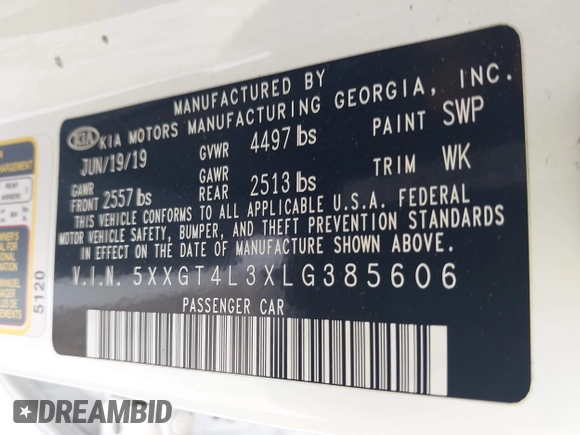 MANUFACTURED BY
KIA KIA MOTORS MANUFACTURING GEORGIA, INC.
JUN/19/19 GVWR 4497 lbs PAINT SWP
GAWR FRONT 2557 lbs GAWR REAR 2513 lbs TRIM WK
THIS VEHICLE CONFORMS TO ALL APPLICABLE U.S.A. FEDERAL
MOTOR VEHICLE SAFETY, BUMPER, AND THEFT PREVENTION STANDARDS
IN EFFECT ON THE DATE OF MANUFACTURE SHOWN ABOVE.
V.I.N. 5XXGT4L3XLG385606
PASSENGER CAR
5120
DREAMBID